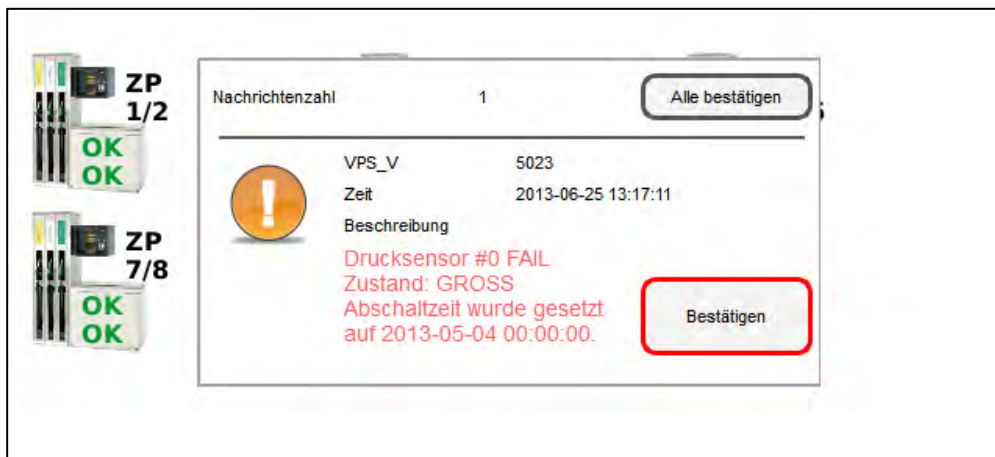 ZP
1/2
OK
OK
ZP
7/8
OK
OK
Nachrichtenzahl 1 Alle bestätigen
VPS_V 5023
Zeit 2013-06-25 13:17:11
Beschreibung
Drucksensor #0 FAIL
Zustand: GROSS
Abschaltzeit wurde gesetzt
auf 2013-05-04 00:00:00.
Bestätigen